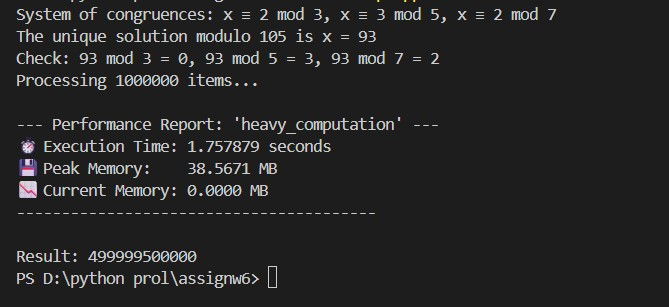 System of congruences: x ≡ 2 mod 3, x ≡ 3 mod 5, x ≡ 2 mod 7
The unique solution modulo 105 is x = 93
Check: 93 mod 3 = 0, 93 mod 5 = 3, 93 mod 7 = 2
Processing 1000000 items...
--- Performance Report: 'heavy_computation' ---
⏱️ Execution Time: 1.757879 seconds
💾 Peak Memory:    38.5671 MB
📉 Current Memory: 0.0000 MB
----------------------------------------
Result: 499999500000
PS D:\python prol\assignw6>